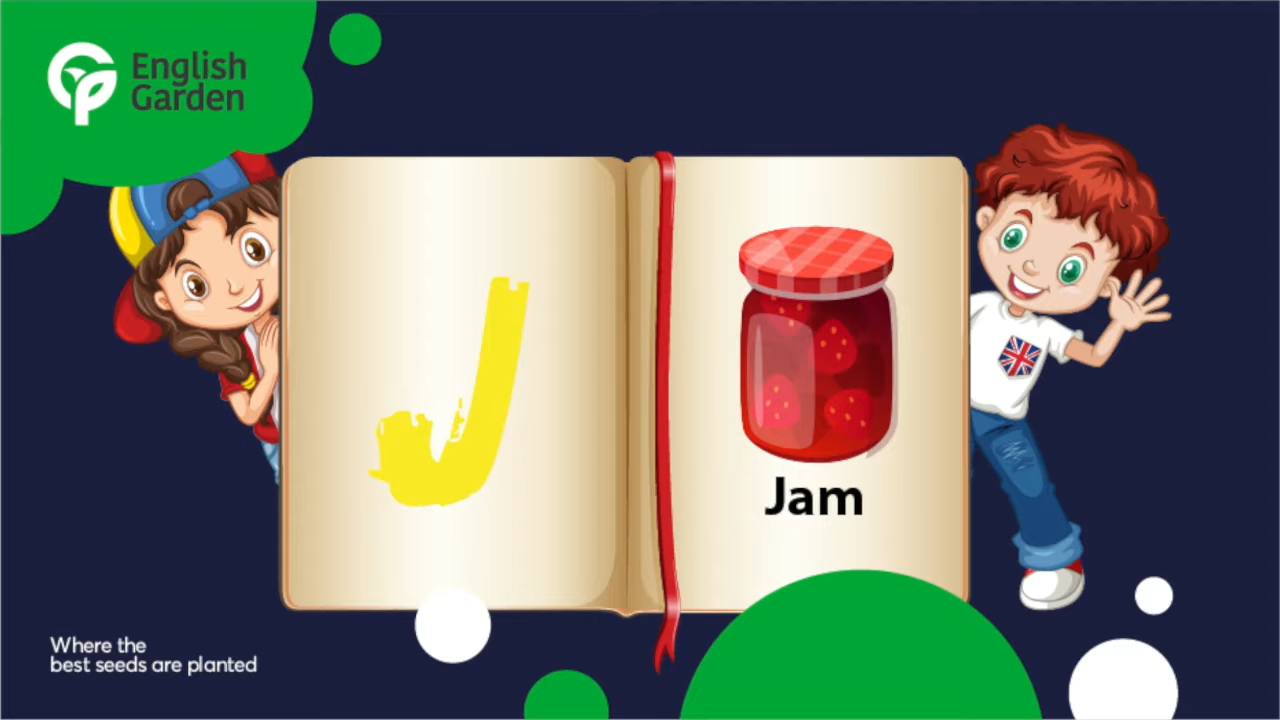 English
Garden
J
Jam
Where the
best seeds are planted